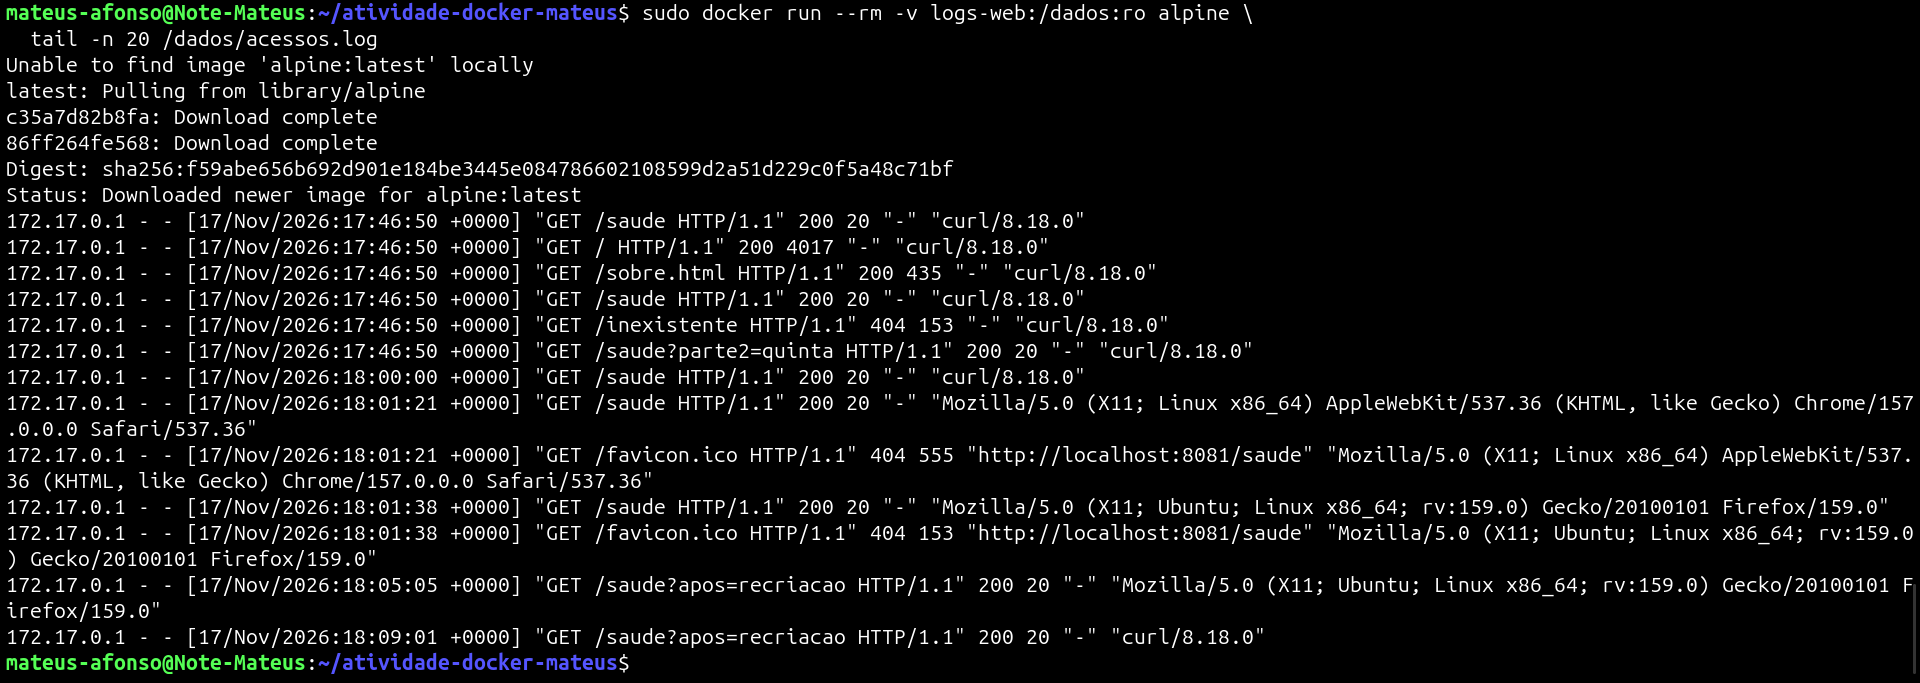 mateus-afonso@Note-Mateus:~/atividade-docker-mateus$ sudo docker run --rm -v logs-web:/dados:ro alpine \
  tail -n 20 /dados/acessos.log
Unable to find image 'alpine:latest' locally
latest: Pulling from library/alpine
c35a7d82b8fa: Download complete
86ff264fe568: Download complete
Digest: sha256:f59abe656b692d901e184be3445e084786602108599d2a51d229c0f5a48c71bf
Status: Downloaded newer image for alpine:latest
172.17.0.1 - - [17/Nov/2026:17:46:50 +0000] "GET /saude HTTP/1.1" 200 20 "-" "curl/8.18.0"
172.17.0.1 - - [17/Nov/2026:17:46:50 +0000] "GET / HTTP/1.1" 200 4017 "-" "curl/8.18.0"
172.17.0.1 - - [17/Nov/2026:17:46:50 +0000] "GET /sobre.html HTTP/1.1" 200 435 "-" "curl/8.18.0"
172.17.0.1 - - [17/Nov/2026:17:46:50 +0000] "GET /saude HTTP/1.1" 200 20 "-" "curl/8.18.0"
172.17.0.1 - - [17/Nov/2026:17:46:50 +0000] "GET /inexistente HTTP/1.1" 404 153 "-" "curl/8.18.0"
172.17.0.1 - - [17/Nov/2026:17:46:50 +0000] "GET /saude?parte2=quinta HTTP/1.1" 200 20 "-" "curl/8.18.0"
172.17.0.1 - - [17/Nov/2026:18:00:00 +0000] "GET /saude HTTP/1.1" 200 20 "-" "curl/8.18.0"
172.17.0.1 - - [17/Nov/2026:18:01:21 +0000] "GET /saude HTTP/1.1" 200 20 "-" "Mozilla/5.0 (X11; Linux x86_64) AppleWebKit/537.36 (KHTML, like Gecko) Chrome/157
.0.0.0 Safari/537.36"
172.17.0.1 - - [17/Nov/2026:18:01:21 +0000] "GET /favicon.ico HTTP/1.1" 404 555 "http://localhost:8081/saude" "Mozilla/5.0 (X11; Linux x86_64) AppleWebKit/537.
36 (KHTML, like Gecko) Chrome/157.0.0.0 Safari/537.36"
172.17.0.1 - - [17/Nov/2026:18:01:38 +0000] "GET /saude HTTP/1.1" 200 20 "-" "Mozilla/5.0 (X11; Ubuntu; Linux x86_64; rv:159.0) Gecko/20100101 Firefox/159.0"
172.17.0.1 - - [17/Nov/2026:18:01:38 +0000] "GET /favicon.ico HTTP/1.1" 404 153 "http://localhost:8081/saude" "Mozilla/5.0 (X11; Ubuntu; Linux x86_64; rv:159.0
) Gecko/20100101 Firefox/159.0"
172.17.0.1 - - [17/Nov/2026:18:05:05 +0000] "GET /saude?apos=recriacao HTTP/1.1" 200 20 "-" "Mozilla/5.0 (X11; Ubuntu; Linux x86_64; rv:159.0) Gecko/20100101 F
irefox/159.0"
172.17.0.1 - - [17/Nov/2026:18:09:01 +0000] "GET /saude?apos=recriacao HTTP/1.1" 200 20 "-" "curl/8.18.0"
mateus-afonso@Note-Mateus:~/atividade-docker-mateus$